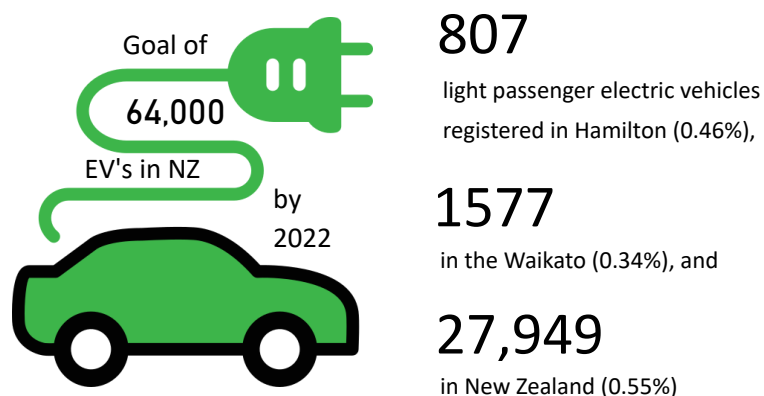 Goal of
64,000
EV's in NZ
by
2022
807
light passenger electric vehicles
registered in Hamilton (0.46%),
1577
in the Waikato (0.34%), and
27,949
in New Zealand (0.55%)